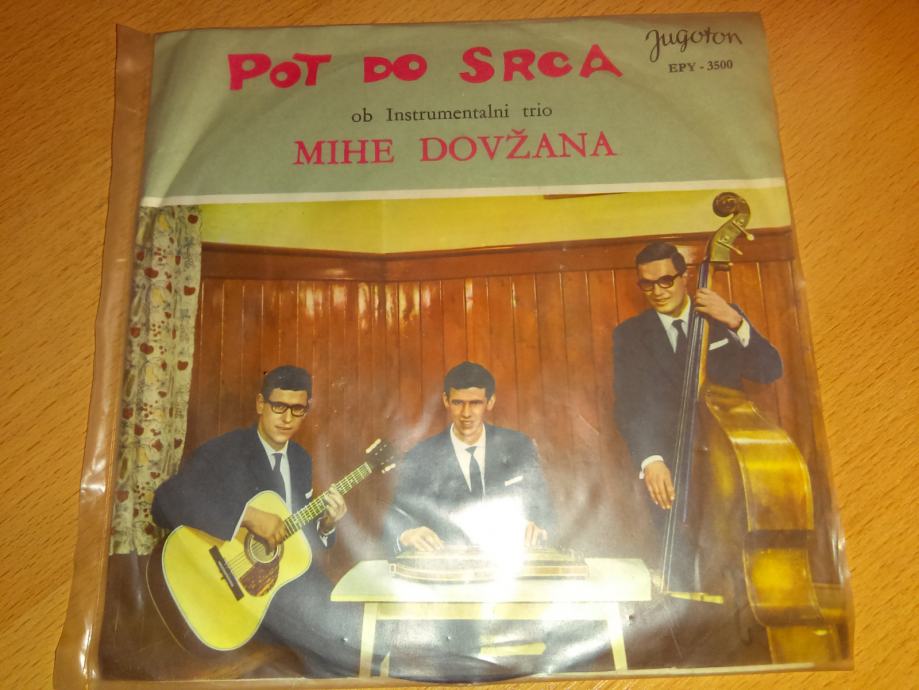 POT DO SRCA
Jugoton
EPY - 3500
ob Instrumentalni trio
MIHE DOVŽANA